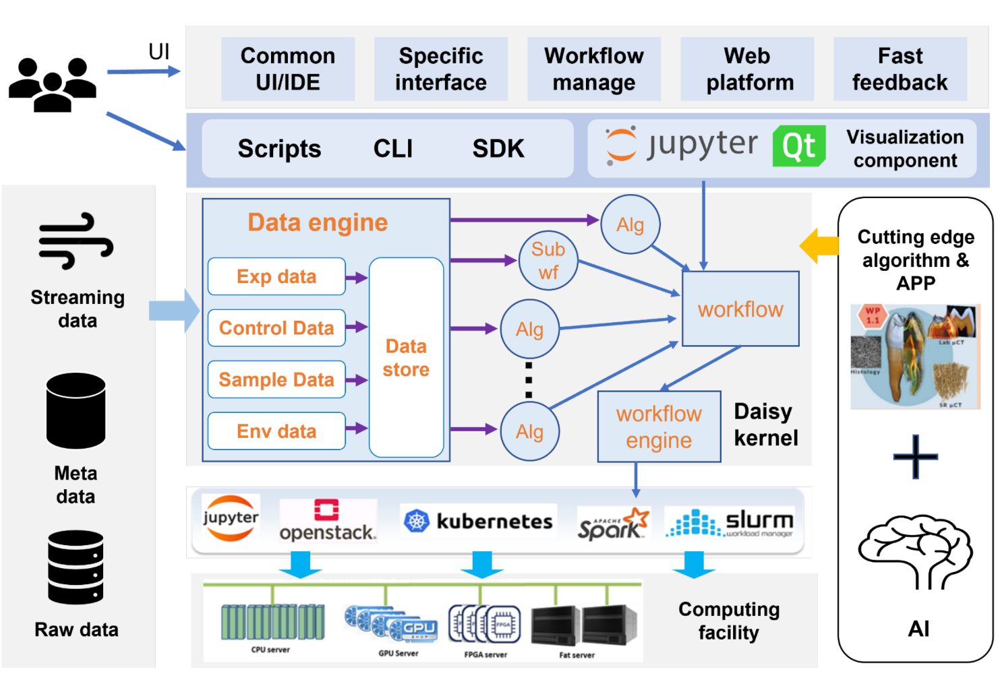 UI
Common
UI/IDE
Specific
interface
Workflow
manage
Web
platform
Fast
feedback
Scripts
CLI
SDK
jupyter
Qt
Visualization
component
Streaming
data
Meta
data
Raw data
Data engine
Exp data
Control Data
Sample Data
Env data
Data
store
Alg
Sub
wf
Alg
Alg
workflow
workflow
engine
Daisy
kernel
Cutting edge
algorithm &
APP
WP
1.1
Lab µCT
Histology
SR µCT
AI
jupyter
openstack.
kubernetes
APACHE
Spark
slurm
workload manager
CPU server
GPU
SHOP
GPU Server
FPGA
FPGA server
Fat server
Computing
facility